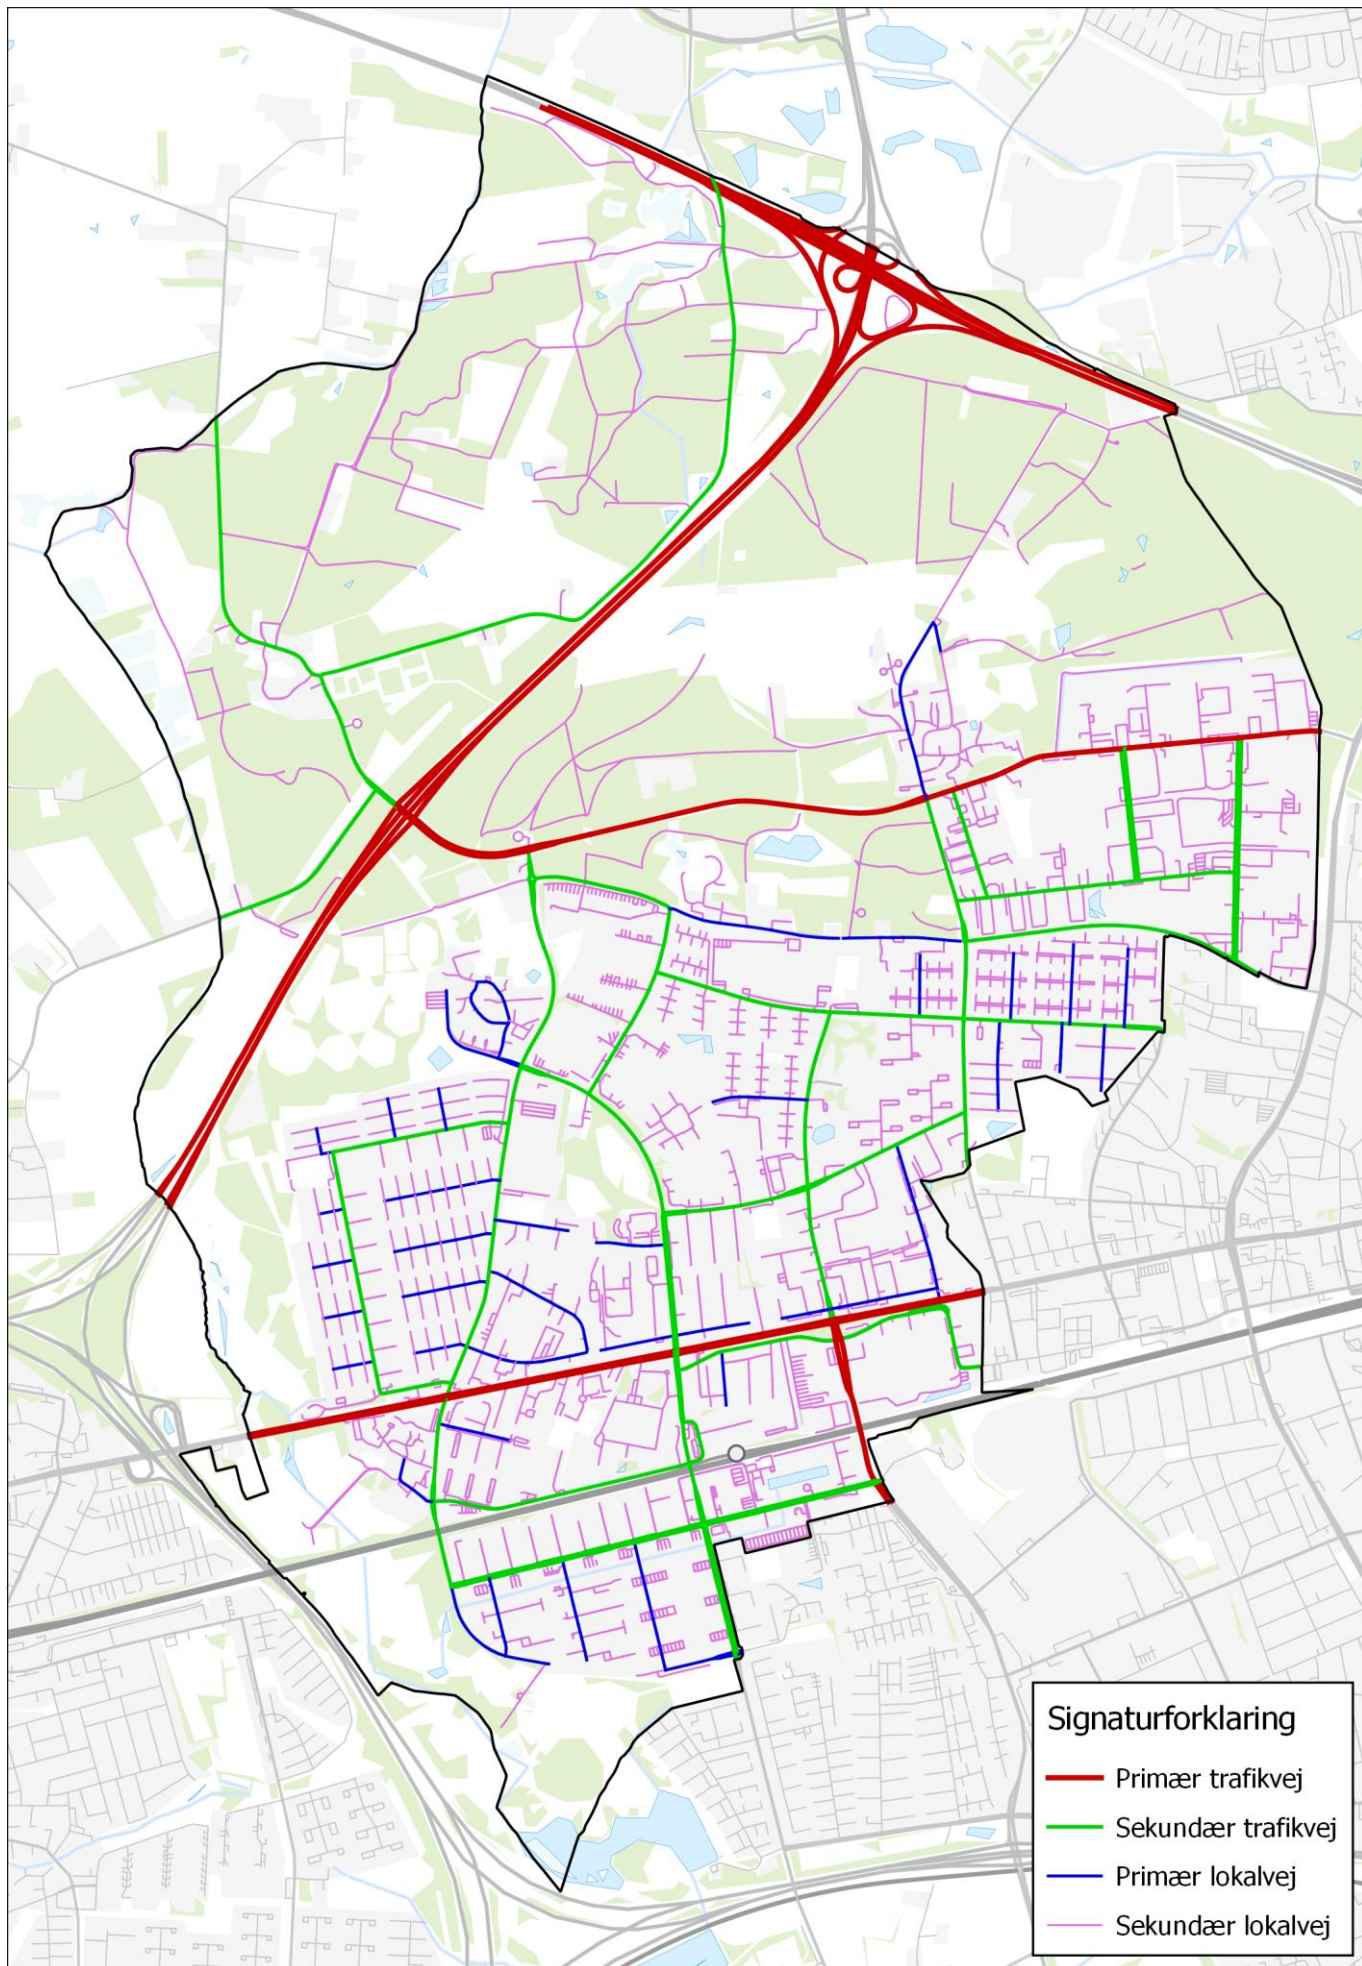 Signaturforklaring
Primær trafikvej
Sekundær trafikvej
Primær lokalvej
Sekundær lokalvej